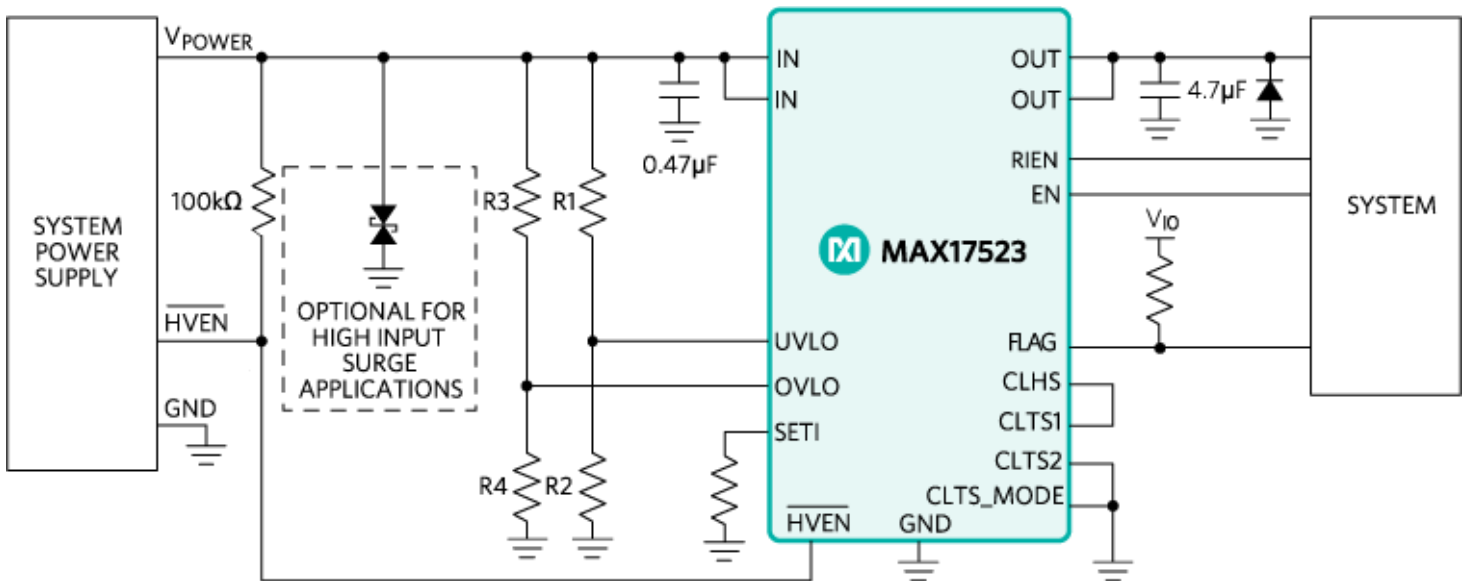 SYSTEM
POWER
SUPPLY
VPOWER
HVEN
GND
100kΩ
OPTIONAL FOR
HIGH INPUT
SURGE
APPLICATIONS
R3
R1
R4
R2
0.47µF
MAX17523
IN
IN
UVLO
OVLO
SETI
HVEN
GND
OUT
OUT
RIEN
EN
FLAG
CLHS
CLTS1
CLTS2
CLTS_MODE
4.7µF
VIO
SYSTEM